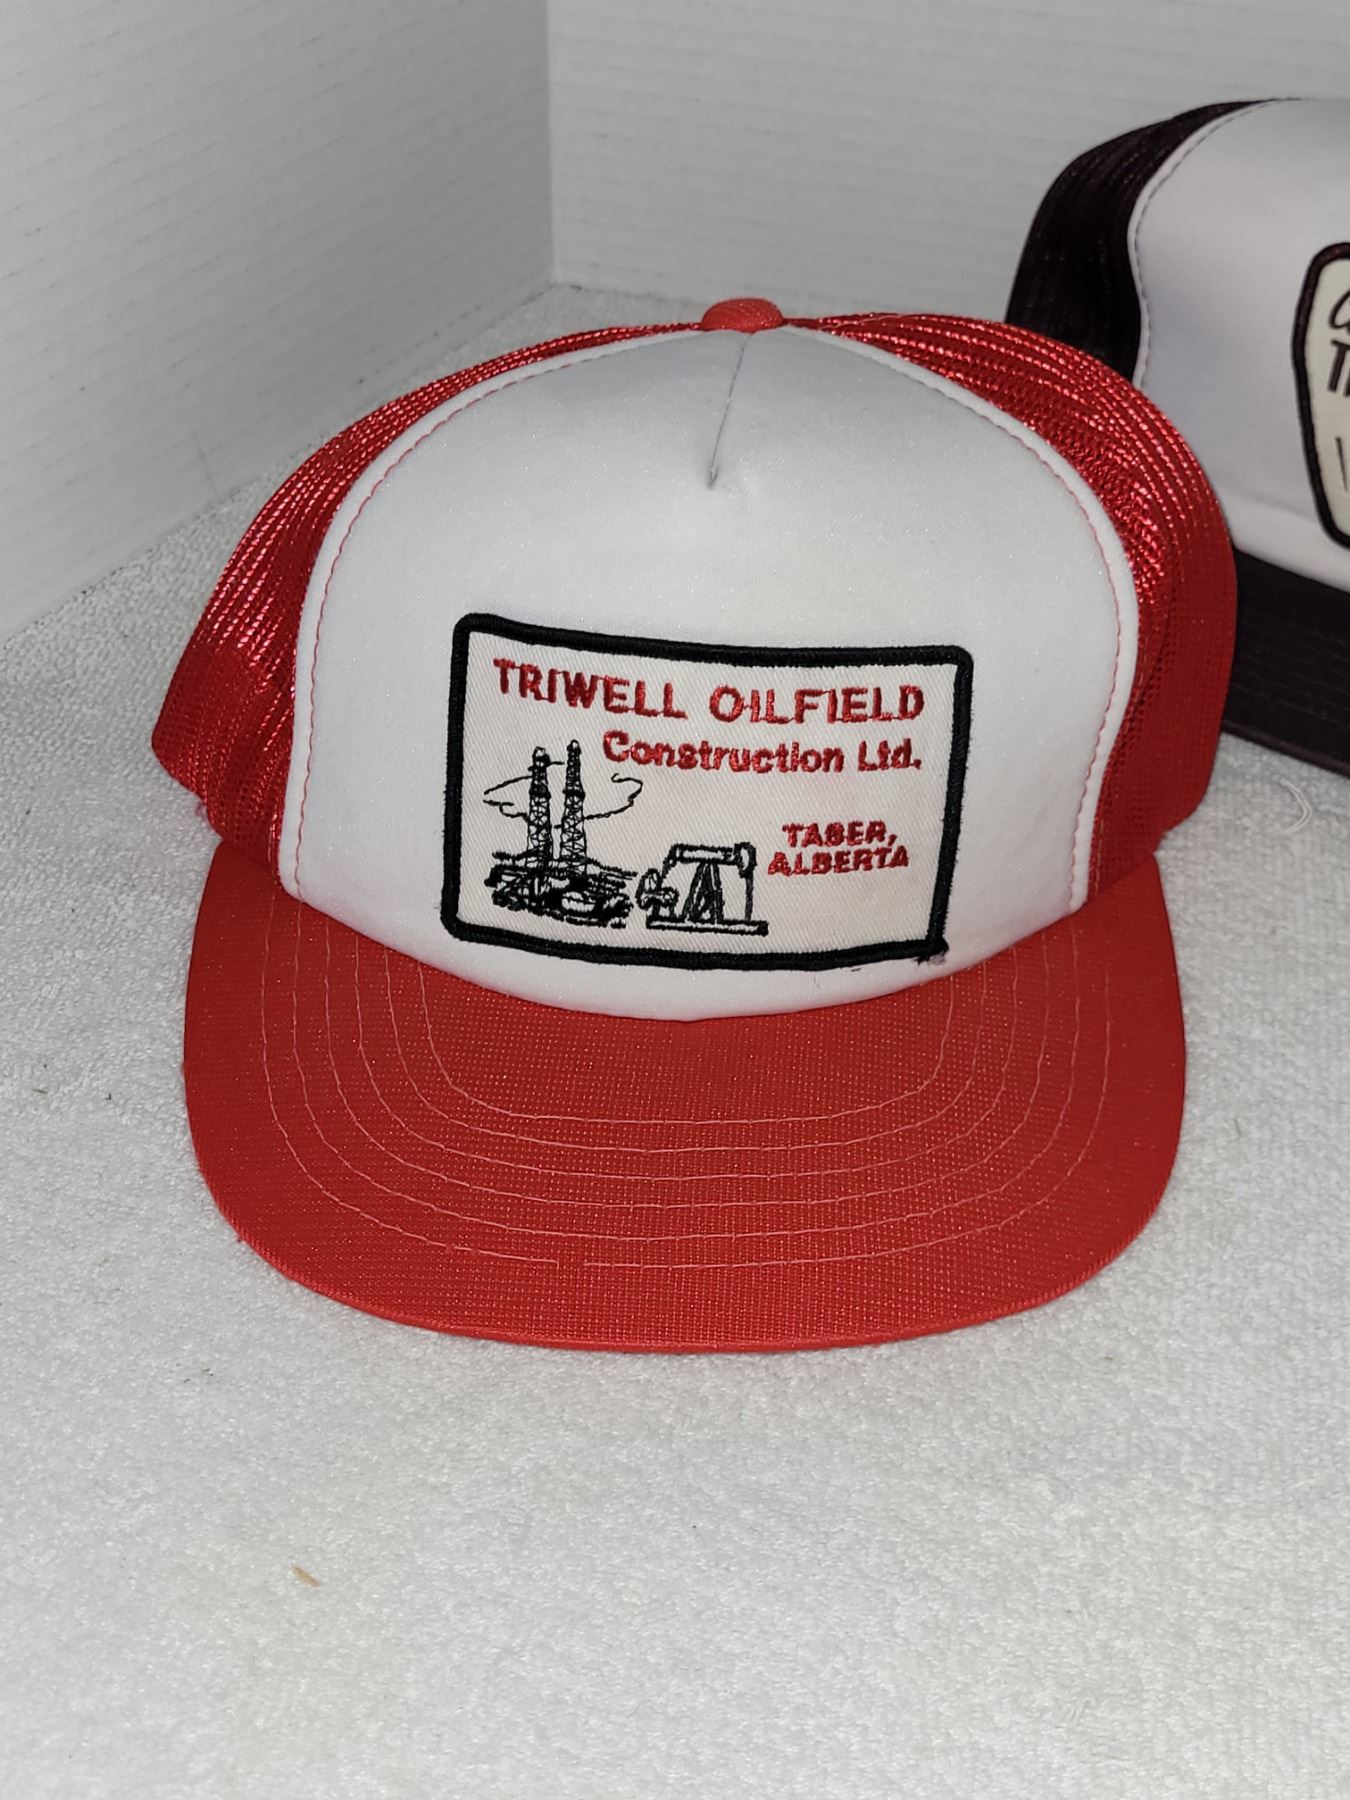 TRIWELL OILFIELD
Construction Ltd.
TABER,
ALBERTA